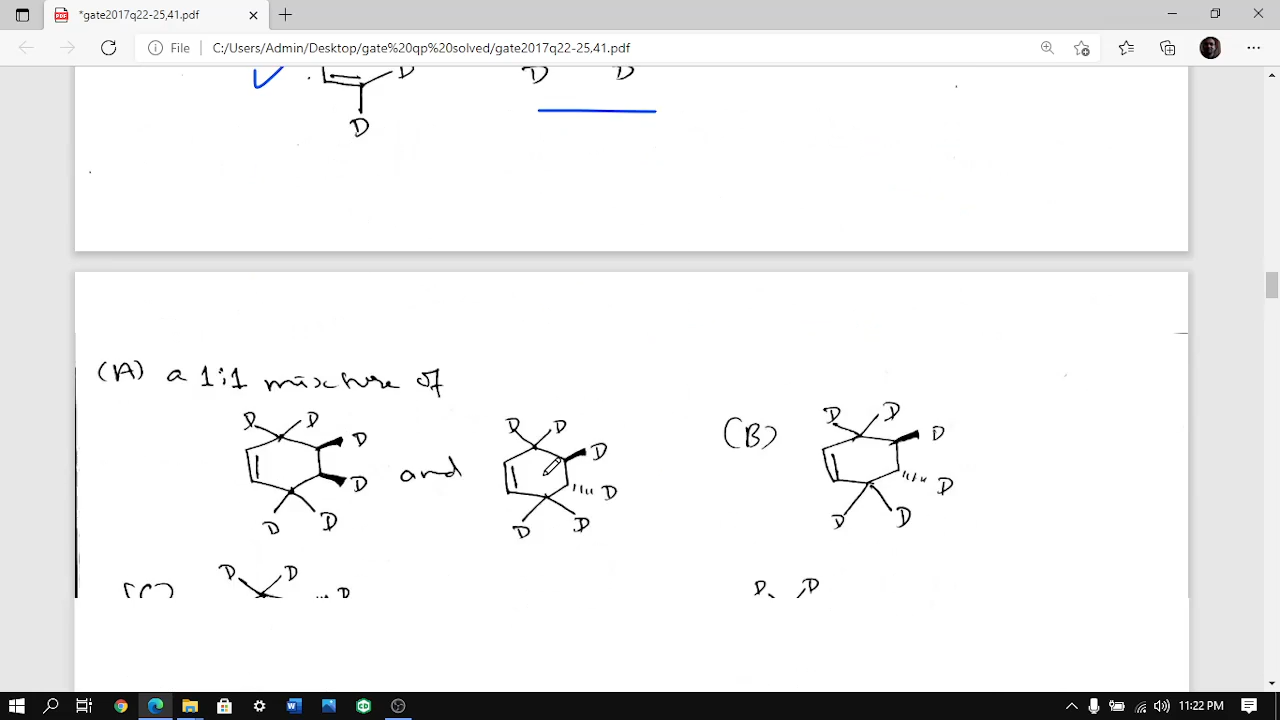 *gate2017q22-25,41.pdf
File C:/Users/Admin/Desktop/gate%20qp%20solved/gate2017q22-25,41.pdf
D D D
D
(A) a 1:1 mixture of
D D D D D D
and
D D D D D D
(B)
D D D D D D
D D D
D D
11:22 PM